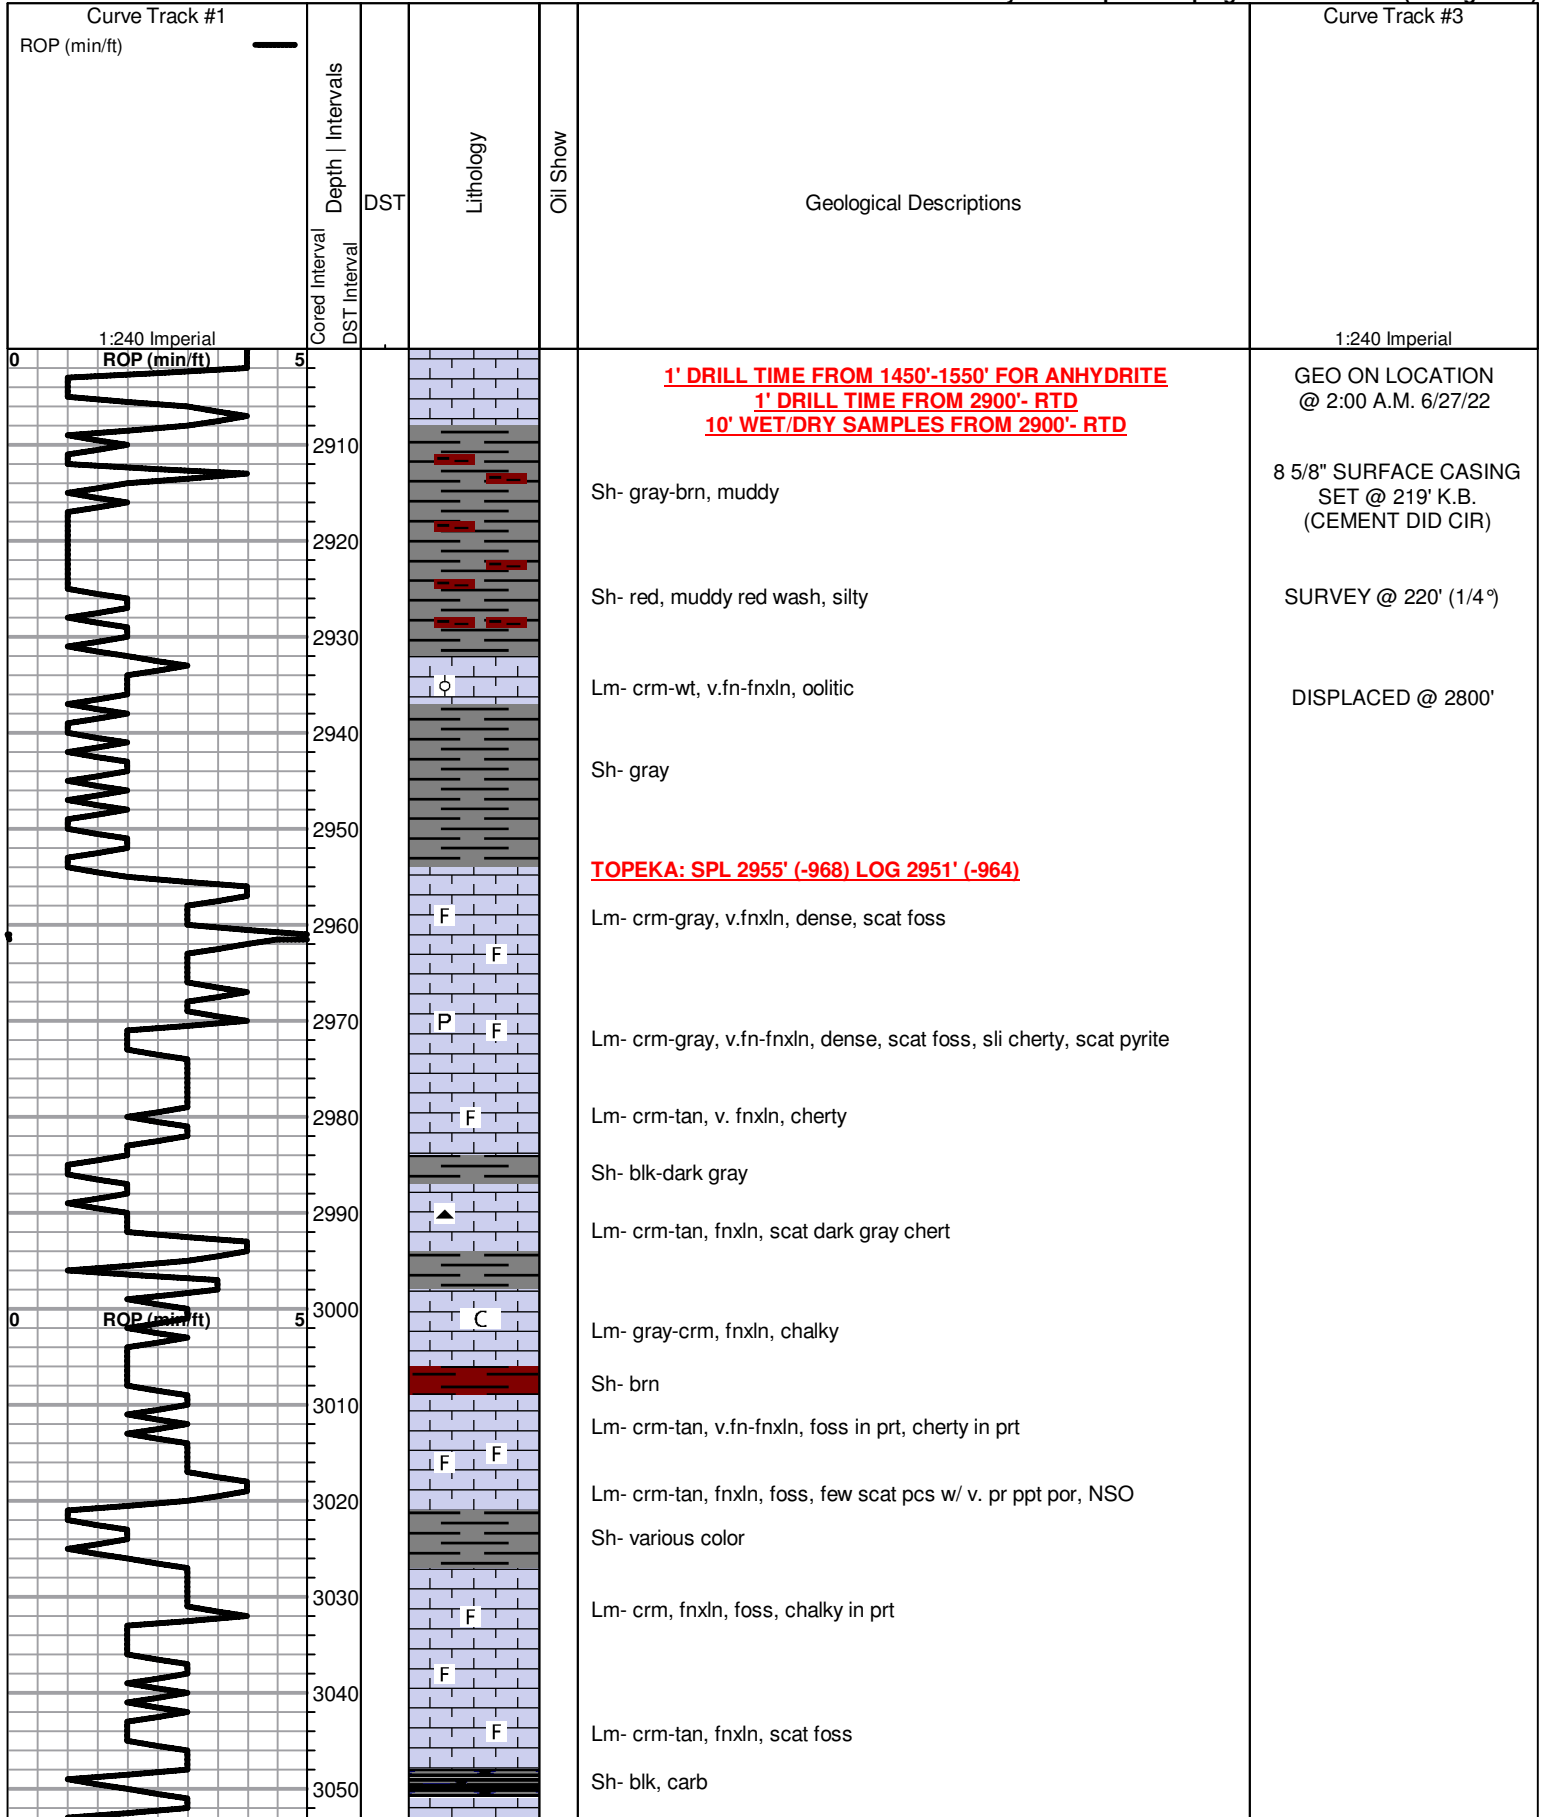 Curve Track #1
ROP (min/ft)
Depth | Intervals
Cored Interval
DST Interval
DST
Lithology
Oil Show
Geological Descriptions
Curve Track #3
1:240 Imperial
1:240 Imperial
0 ROP (min/ft) 5
1' DRILL TIME FROM 1450'-1550' FOR ANHYDRITE
1' DRILL TIME FROM 2900'- RTD
10' WET/DRY SAMPLES FROM 2900'- RTD
GEO ON LOCATION
@ 2:00 A.M. 6/27/22
2910
8 5/8" SURFACE CASING
SET @ 219' K.B.
(CEMENT DID CIR)
Sh- gray-brn, muddy
2920
Sh- red, muddy red wash, silty
SURVEY @ 220' (1/4°)
2930
Lm- crm-wt, v.fn-fnxln, oolitic
DISPLACED @ 2800'
2940
Sh- gray
2950
TOPEKA: SPL 2955' (-968) LOG 2951' (-964)
F
Lm- crm-gray, v.fnxln, dense, scat foss
2960
F
2970
P
F
Lm- crm-gray, v.fn-fnxln, dense, scat foss, sli cherty, scat pyrite
2980
F
Lm- crm-tan, v. fnxln, cherty
Sh- blk-dark gray
2990
Lm- crm-tan, fnxln, scat dark gray chert
3000
0 ROP (min/ft) 5
C
Lm- gray-crm, fnxln, chalky
Sh- brn
3010
Lm- crm-tan, v.fn-fnxln, foss in prt, cherty in prt
F
F
Lm- crm-tan, fnxln, foss, few scat pcs w/ v. pr ppt por, NSO
3020
Sh- various color
3030
Lm- crm, fnxln, foss, chalky in prt
F
F
3040
F
Lm- crm-tan, fnxln, scat foss
Sh- blk, carb
3050